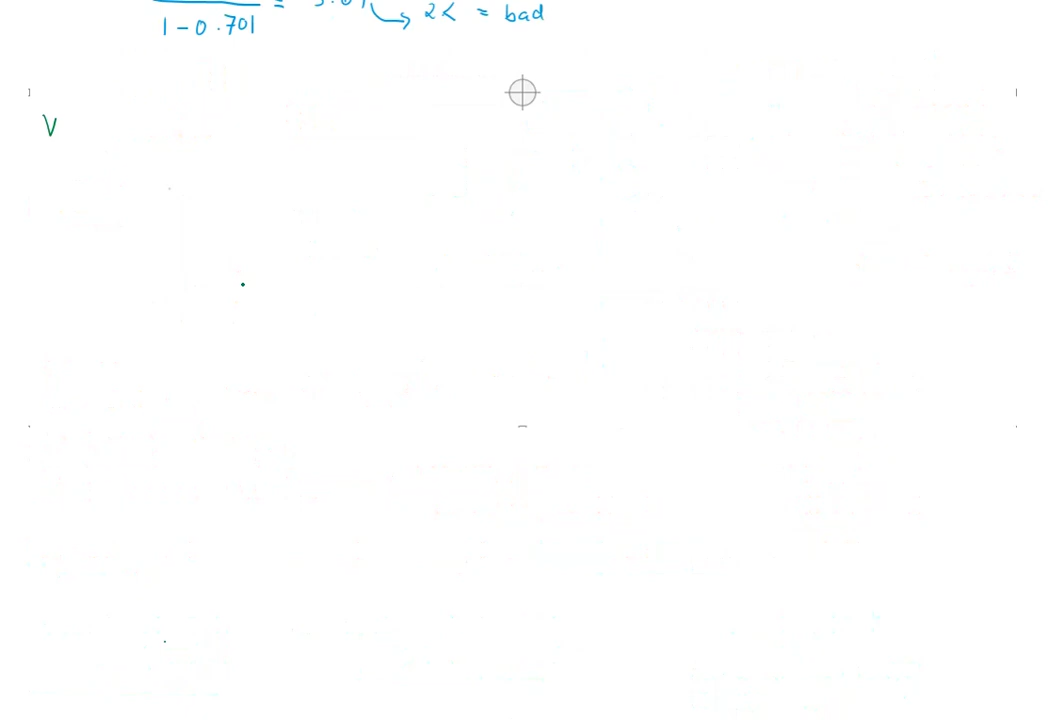 1 - 0.701
2< = bad
V